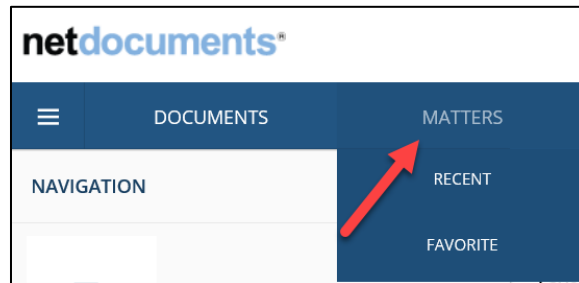 netdocuments®
DOCUMENTS MATTERS
NAVIGATION RECENT
FAVORITE